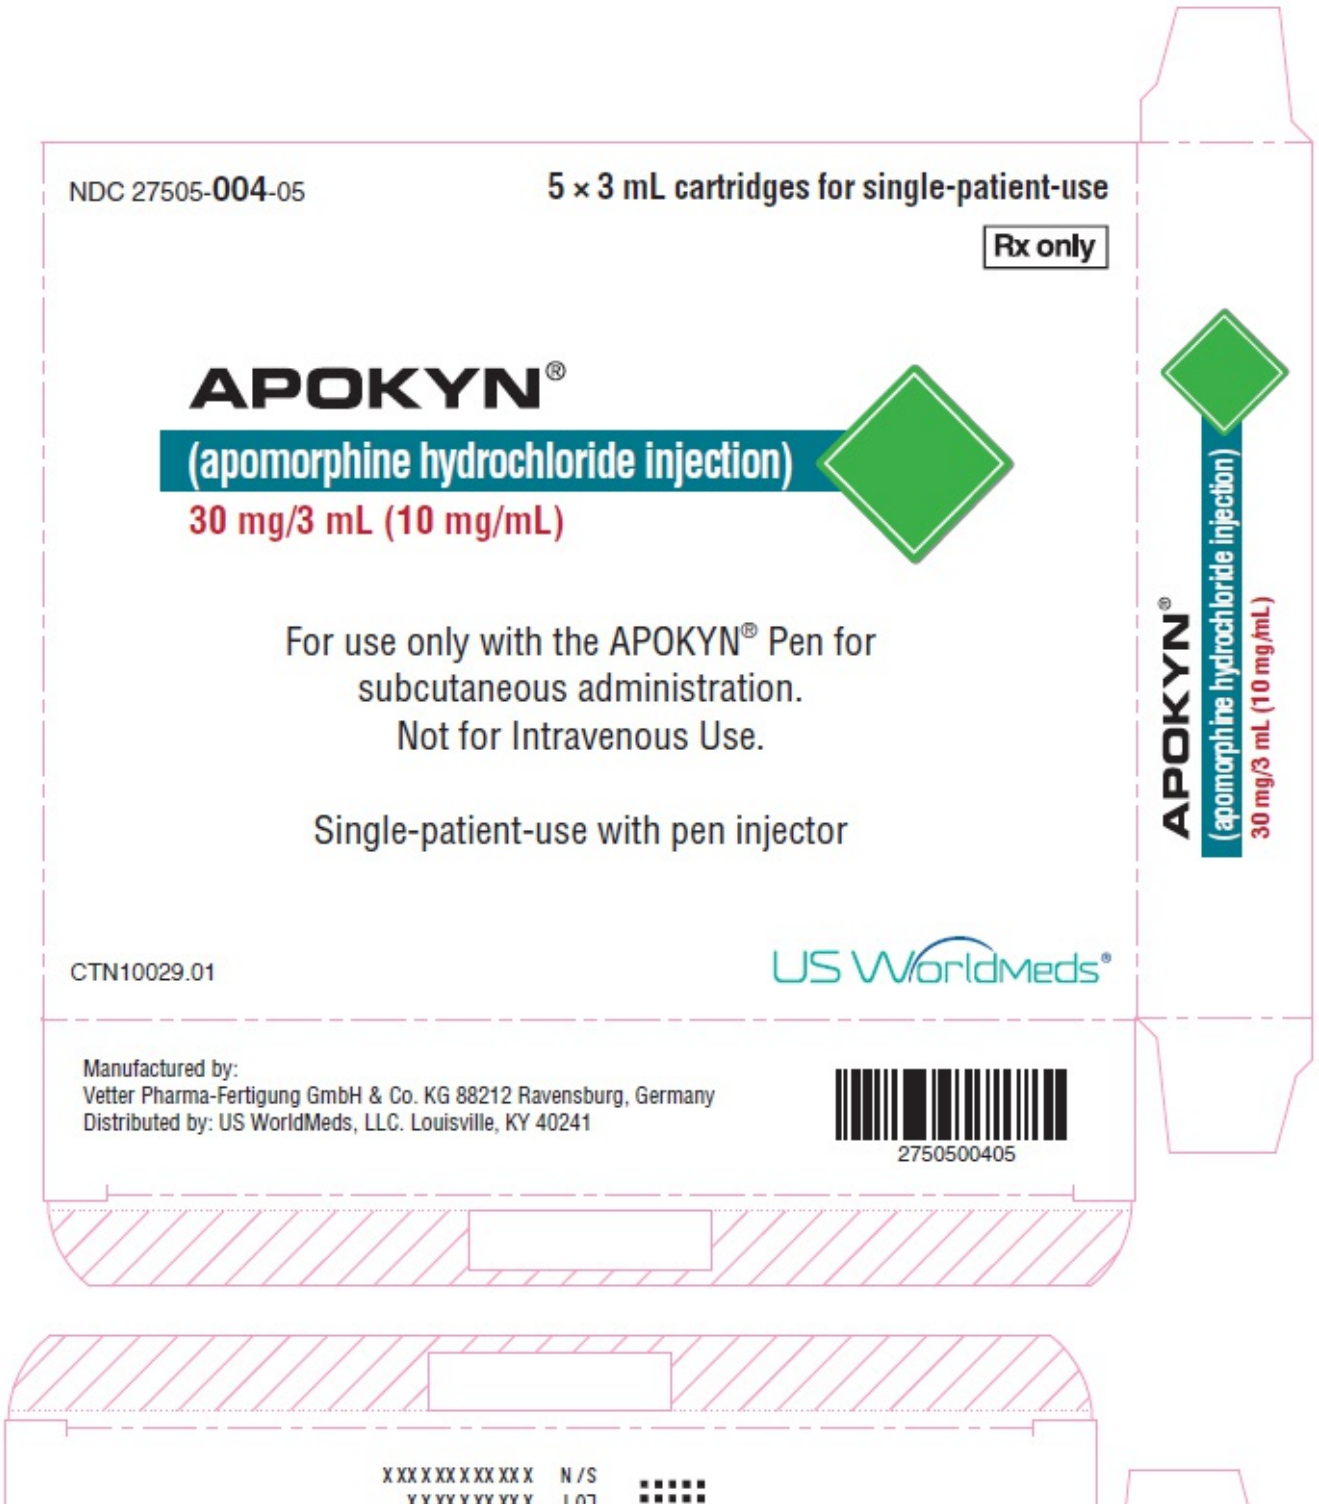 NDC 27505-004-05
5 × 3 mL cartridges for single-patient-use
Rx only
APOKYN®
(apomorphine hydrochloride injection)
30 mg/3 mL (10 mg/mL)
For use only with the APOKYN® Pen for
subcutaneous administration.
Not for Intravenous Use.
Single-patient-use with pen injector
CTN10029.01
US WorldMeds®
APOKYN®
(apomorphine hydrochloride injection)
30 mg/3 mL (10 mg/mL)
Manufactured by:
Vetter Pharma-Fertigung GmbH & Co. KG 88212 Ravensburg, Germany
Distributed by: US WorldMeds, LLC. Louisville, KY 40241
2750500405
S/N XXXXXXXXXXXX
LOT XXXXXXXXXX